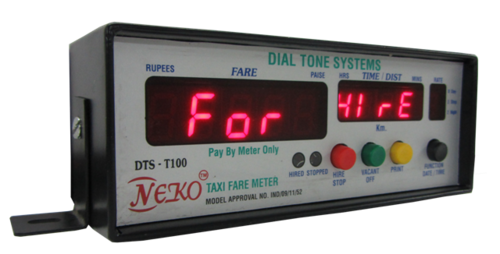 DIAL TONE SYSTEMS
RUPEES FARE PAISE HRS TIME / DIST MINS RATE
For HIrE
Km.
Pay By Meter Only
DTS - T100
NEKO TM
TAXI FARE METER
MODEL APPROVAL NO. IND/09/11/52
HIRED STOPPED HIRE STOP VACANT OFF PRINT FUNCTION